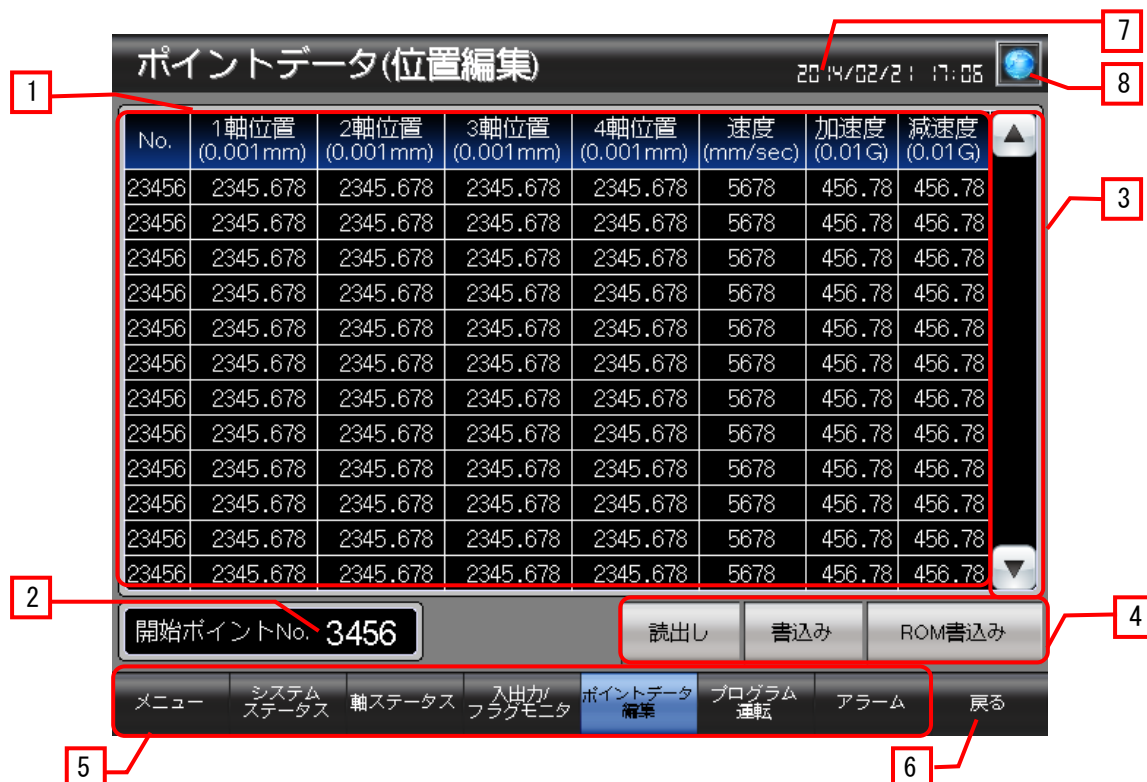 7
ポイントデータ(位置編集) 2014/02/21 17:06
8
1
No. 1軸位置 (0.001mm) 2軸位置 (0.001mm) 3軸位置 (0.001mm) 4軸位置 (0.001mm) 速度 (mm/sec) 加速度 (0.01G) 減速度 (0.01G) ▲
3
23456 2345.678 2345.678 2345.678 2345.678 5678 456.78 456.78
23456 2345.678 2345.678 2345.678 2345.678 5678 456.78 456.78
23456 2345.678 2345.678 2345.678 2345.678 5678 456.78 456.78
23456 2345.678 2345.678 2345.678 2345.678 5678 456.78 456.78
23456 2345.678 2345.678 2345.678 2345.678 5678 456.78 456.78
23456 2345.678 2345.678 2345.678 2345.678 5678 456.78 456.78
23456 2345.678 2345.678 2345.678 2345.678 5678 456.78 456.78
23456 2345.678 2345.678 2345.678 2345.678 5678 456.78 456.78
23456 2345.678 2345.678 2345.678 2345.678 5678 456.78 456.78
23456 2345.678 2345.678 2345.678 2345.678 5678 456.78 456.78
23456 2345.678 2345.678 2345.678 2345.678 5678 456.78 456.78
23456 2345.678 2345.678 2345.678 2345.678 5678 456.78 456.78 ▼
2
開始ポイントNo. 3456 読出し 書込み ROM書込み
4
メニュー システム ステータス 軸ステータス 入出力/ フラグモニタ ポイントデータ 編集 プログラム 運転 アラーム 戻る
5
6